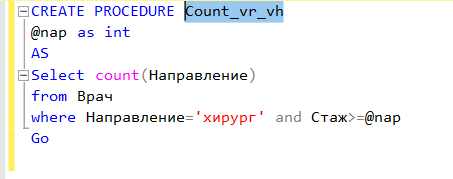 CREATE PROCEDURE Count_vr_vh
@nap as int
AS
Select count(Направление)
from Врач
where Направление='хирург' and Стаж>=@nap
Go